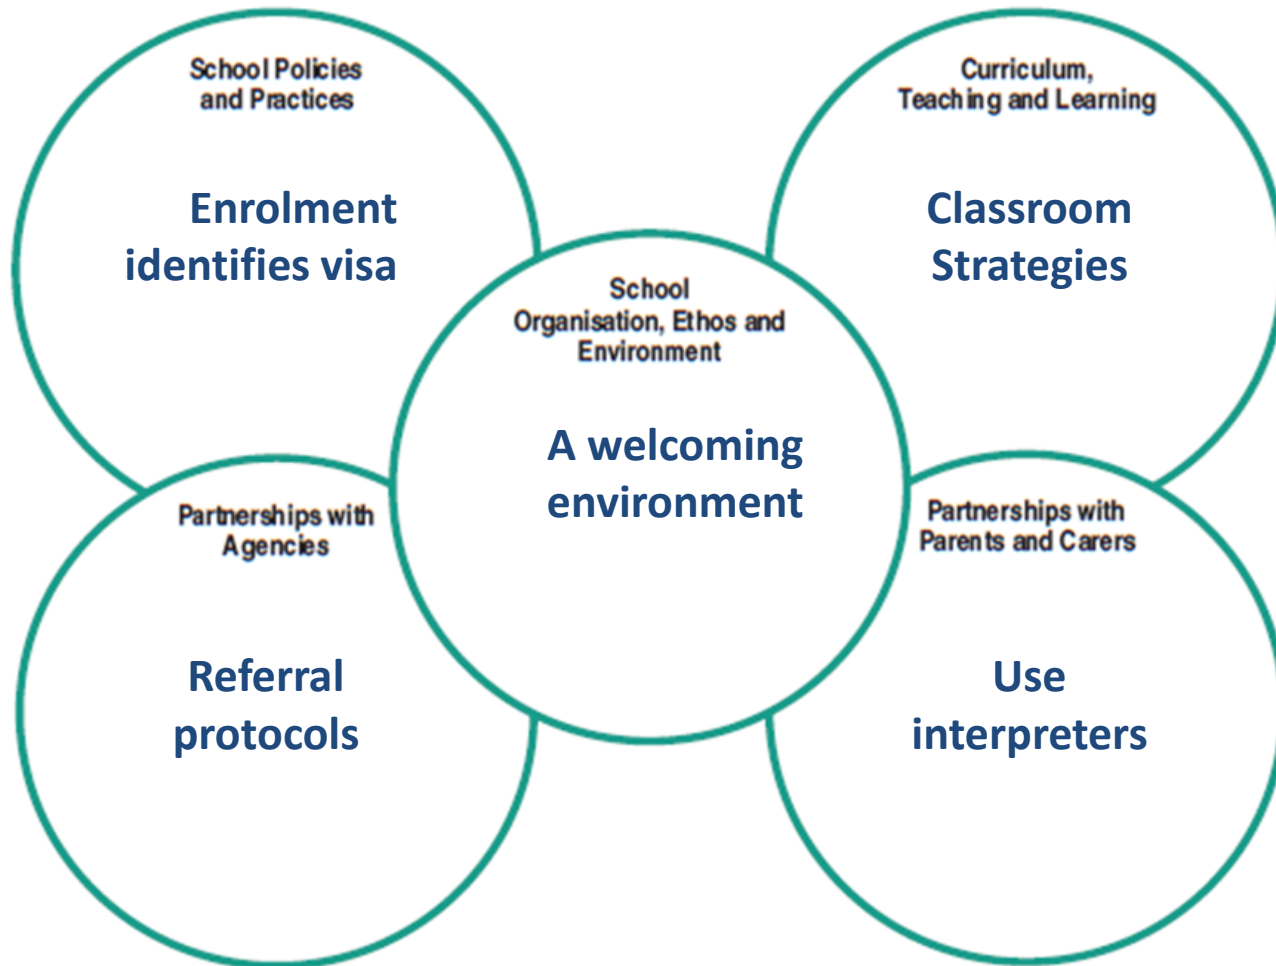 School Policies
and Practices
Enrolment
identifies visa
Curriculum,
Teaching and Learning
Classroom
Strategies
School
Organisation, Ethos and
Environment
A welcoming
environment
Partnerships with
Agencies
Referral
protocols
Partnerships with
Parents and Carers
Use
interpreters